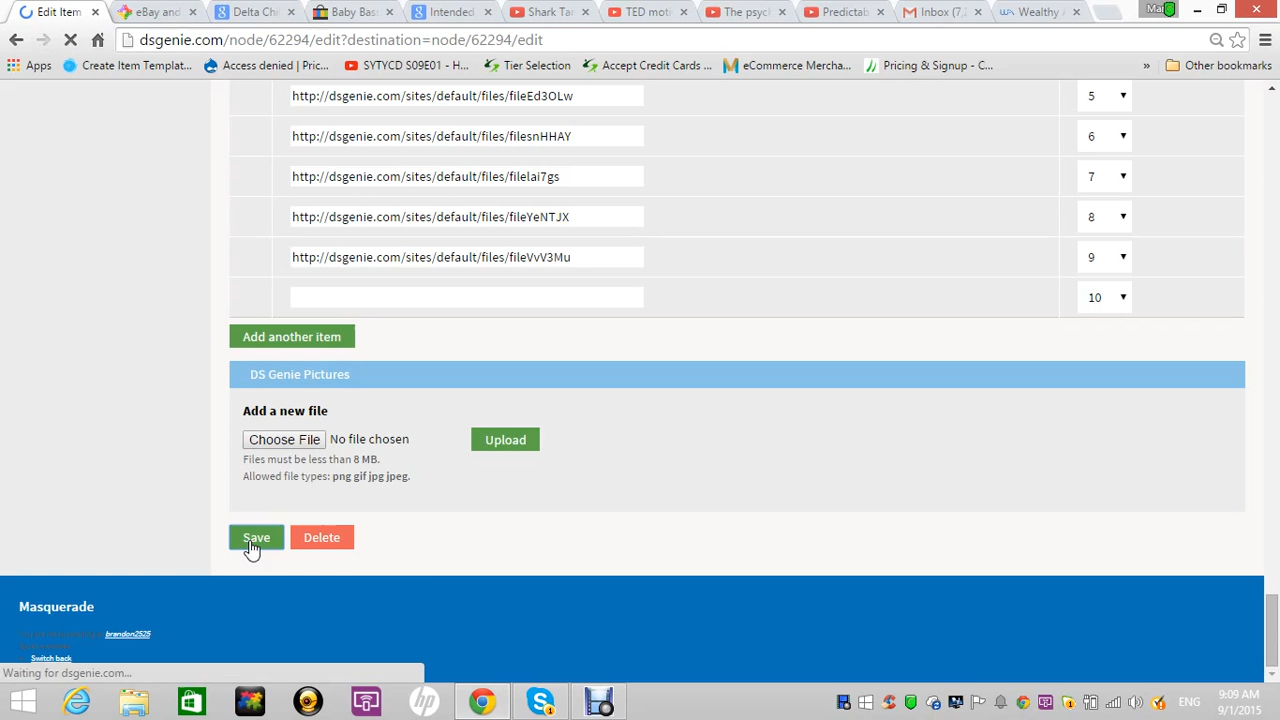 Edit Item
eBay and
Delta Chi
Baby Bass
Intended
Shark Tan
TED moti
The psyc
Predictab
Inbox (7,
Wealthy A
Mat
dsgenie.com/node/62294/edit?destination=node/62294/edit
Apps
Create Item Templat...
Access denied | Pric...
SYTYCD S09E01 - H...
Tier Selection
Accept Credit Cards ...
eCommerce Mercha...
Pricing & Signup - C...
»
Other bookmarks
http://dsgenie.com/sites/default/files/fileEd3OLw
5
http://dsgenie.com/sites/default/files/filesnHHAY
6
http://dsgenie.com/sites/default/files/filelai7gs
7
http://dsgenie.com/sites/default/files/fileYeNTJX
8
http://dsgenie.com/sites/default/files/fileVvV3Mu
9
10
Add another item
DS Genie Pictures
Add a new file
Choose File No file chosen
Upload
Files must be less than 8 MB.
Allowed file types: png gif jpg jpeg.
Save
Delete
Masquerade
brandon2525
Switch back
Waiting for dsgenie.com...
ENG
9:09 AM
9/1/2015